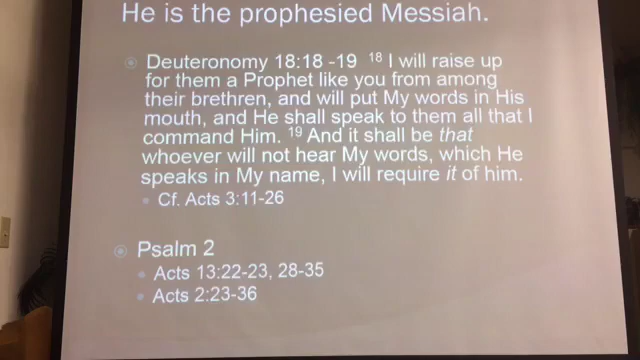 He is the prophesied Messiah.
Deuteronomy 18:18 -19 18 I will raise up
for them a Prophet like you from among
their brethren, and will put My words in His
mouth, and He shall speak to them all that I
command Him. 19 And it shall be that
whoever will not hear My words, which He
speaks in My name, I will require it of him.
Cf. Acts 3:11-26
Psalm 2
Acts 13:22-23, 28-35
Acts 2:23-36